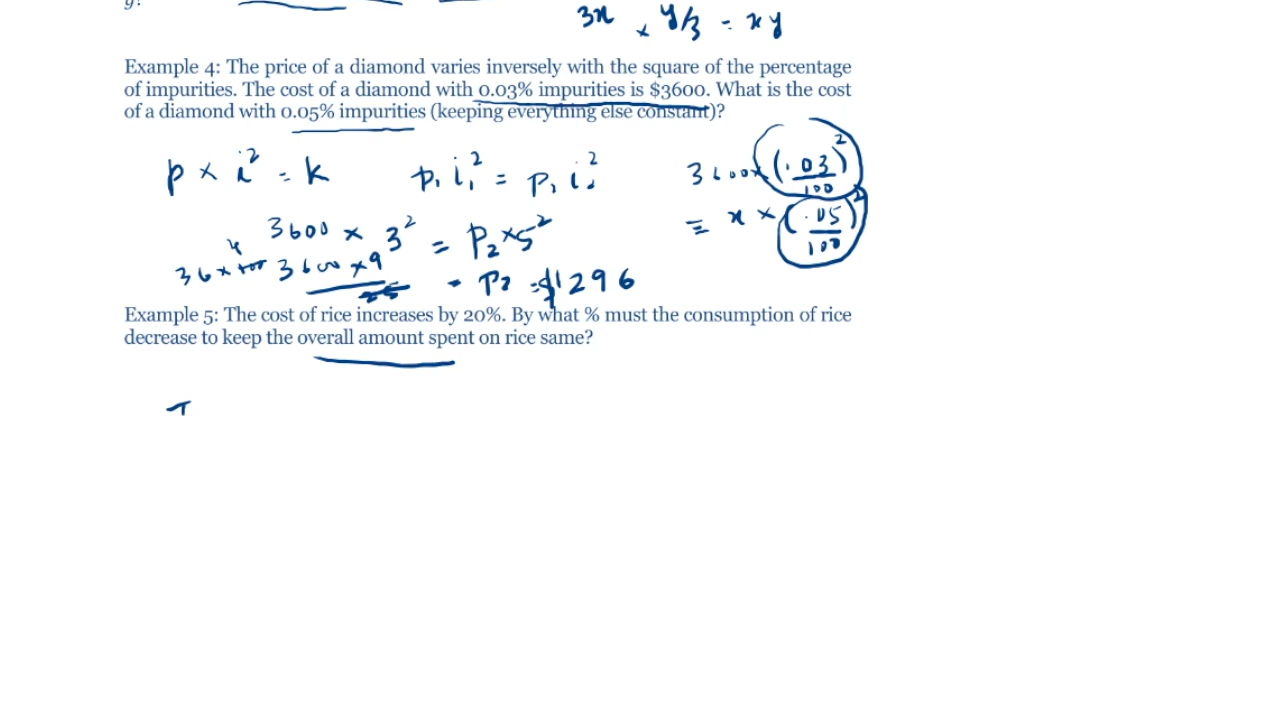 y?
3x × y/3 = xy
Example 4: The price of a diamond varies inversely with the square of the percentage
of impurities. The cost of a diamond with 0.03% impurities is $3600. What is the cost
of a diamond with 0.05% impurities (keeping everything else constant)?
p × i² = k
p₁ i₁² = p₁ i₂²
3600 × (.03/100)²
= x × (.05/100)²
3600 × 3² = P₂ × 5²
4
36 × 3600 × 9 / 25 = P₂ = $1296
Example 5: The cost of rice increases by 20%. By what % must the consumption of rice
decrease to keep the overall amount spent on rice same?